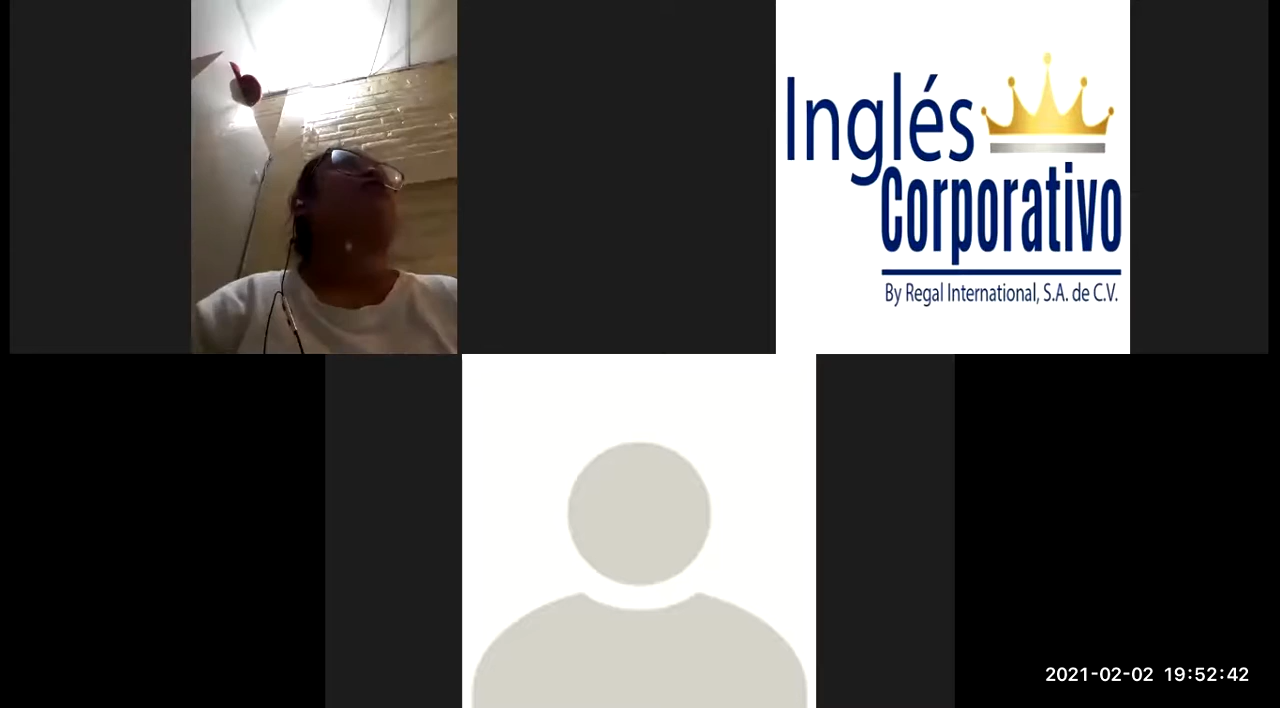 Inglés
Corporativo
By Regal International, S.A. de C.V.
2021-02-02 19:52:42